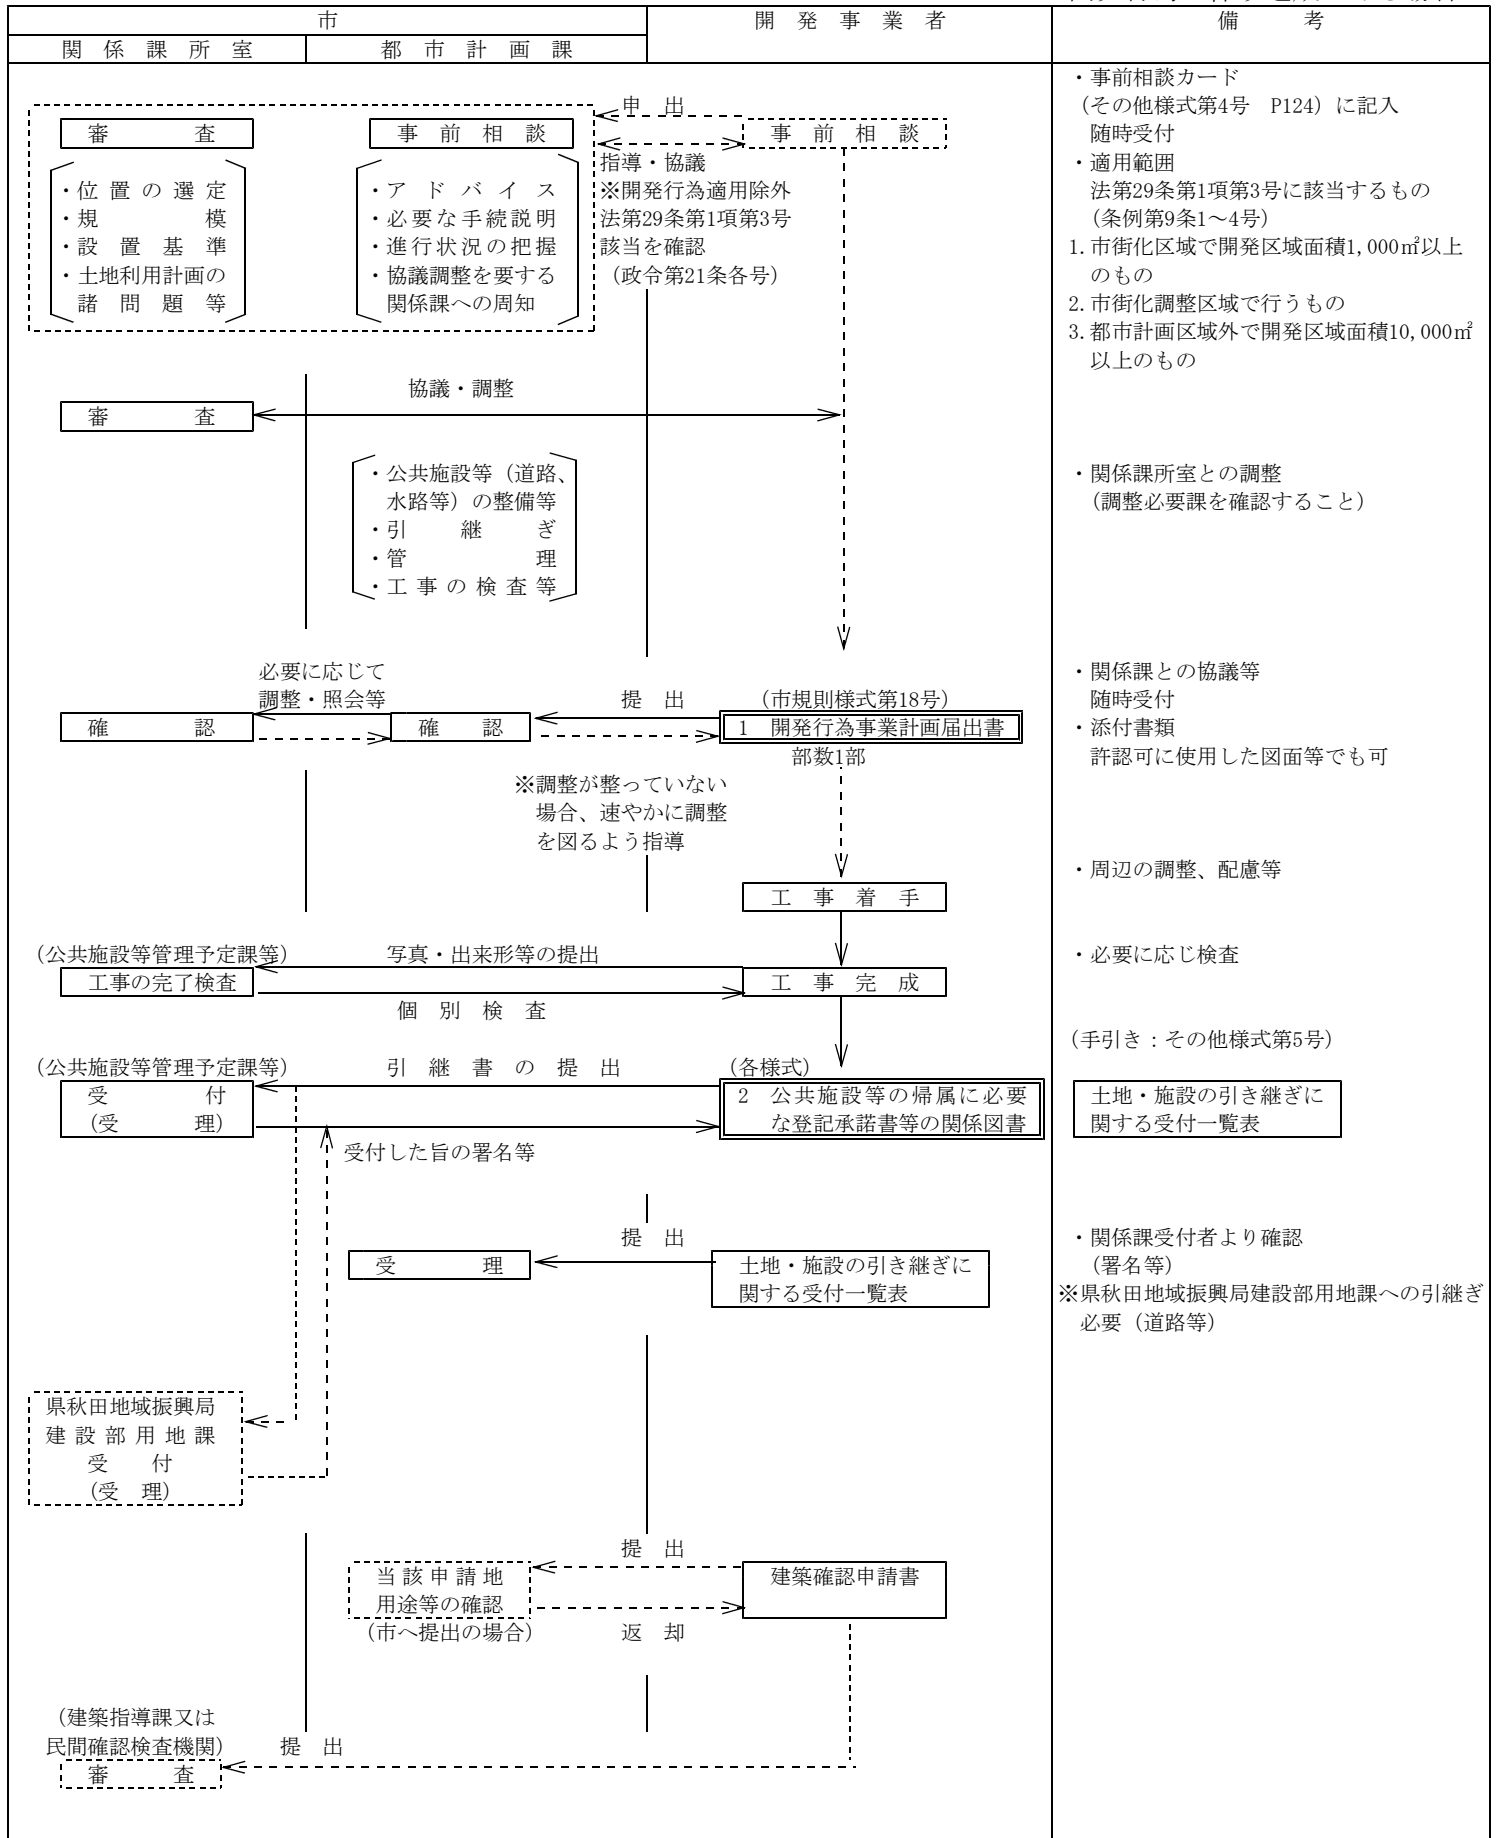 市
開　発　事　業　者
備　　　考
関　係　課　所　室
都　市　計　画　課
申　出
審　　　　査
事　前　相　談
事　前　相　談
・位置の選定
・規　　　模
・設　置　基　準
・土地利用計画の
諸　問　題　等
・ア　ド　バ　イ　ス
・必要な手続説明
・進行状況の把握
・協議調整を要する
関係課への周知
指導・協議
※開発行為適用除外
法第29条第1項第3号
該当を確認
（政令第21条各号）
・事前相談カード
（その他様式第4号　P124）に記入
随時受付
・適用範囲
法第29条第1項第3号に該当するもの
（条例第9条1～4号）
1.市街化区域で開発区域面積1,000㎡以上
のもの
2.市街化調整区域で行うもの
3.都市計画区域外で開発区域面積10,000㎡
以上のもの
協議・調整
審　　　　査
・公共施設等（道路、
水路等）の整備等
・引　　継　　ぎ
・管　　　　　理
・工事の検査等
・関係課所室との調整
（調整必要課を確認すること）
必要に応じて
調整・照会等
提　出
（市規則様式第18号）
確　　　　認
確　　認
1　開発行為事業計画届出書
部数1部
・関係課との協議等
随時受付
・添付書類
許認可に使用した図面等でも可
※調整が整っていない
場合、速やかに調整
を図るよう指導
・周辺の調整、配慮等
工　事　着　手
（公共施設等管理予定課等）
写真・出来形等の提出
・必要に応じ検査
工事の完了検査
工　事　完　成
個　別　検　査
（手引き：その他様式第5号）
（公共施設等管理予定課等）
引　継　書　の　提　出
（各様式）
受　　　　付
（受　　　理）
2　公共施設等の帰属に必要
な登記承諾書等の関係図書
土地・施設の引き継ぎに
関する受付一覧表
受付した旨の署名等
提　出
受　　　　理
土地・施設の引き継ぎに
関する受付一覧表
・関係課受付者より確認
（署名等）
※県秋田地域振興局建設部用地課への引継ぎ
必要（道路等）
県秋田地域振興局
建設部用地課
受　　付
（受　理）
提　出
当該申請地
用途等の確認
（市へ提出の場合）
建築確認申請書
返　却
（建築指導課又は
民間確認検査機関）
提　出
審　　　査